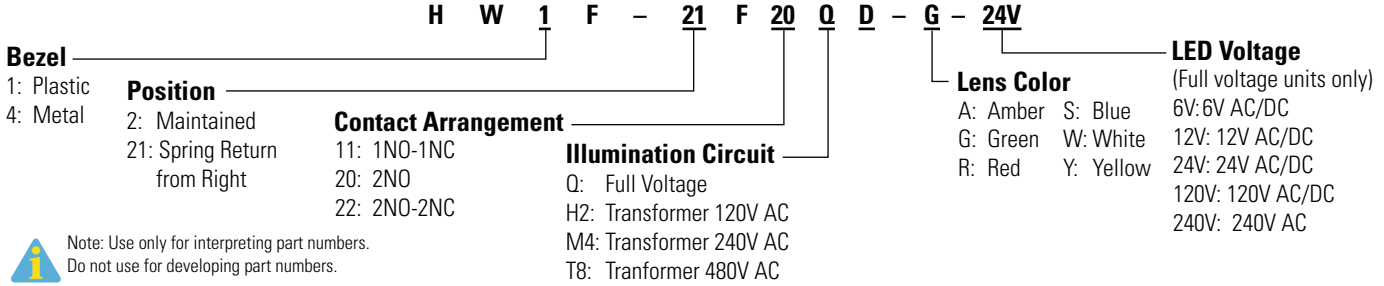 H W 1 F – 21 F 20 Q D – G – 24V
Bezel
1: Plastic
4: Metal
Position
2: Maintained
21: Spring Return
from Right
Contact Arrangement
11: 1NO-1NC
20: 2NO
22: 2NO-2NC
Illumination Circuit
Q: Full Voltage
H2: Transformer 120V AC
M4: Transformer 240V AC
T8: Tranformer 480V AC
Lens Color
A: Amber S: Blue
G: Green W: White
R: Red Y: Yellow
LED Voltage
(Full voltage units only)
6V: 6V AC/DC
12V: 12V AC/DC
24V: 24V AC/DC
120V: 120V AC/DC
240V: 240V AC
i
Note: Use only for interpreting part numbers.
Do not use for developing part numbers.